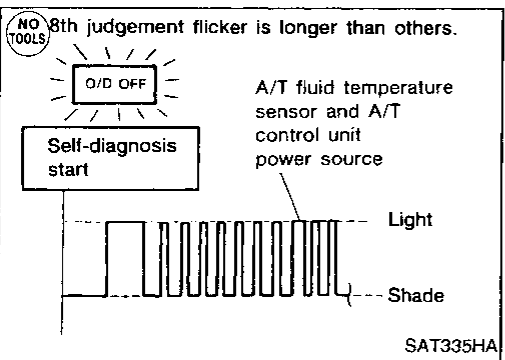 NO TOOLS
8th judgement flicker is longer than others.
O/D OFF
A/T fluid temperature
sensor and A/T
control unit
power source
Self-diagnosis
start
Light
Shade
SAT335HA